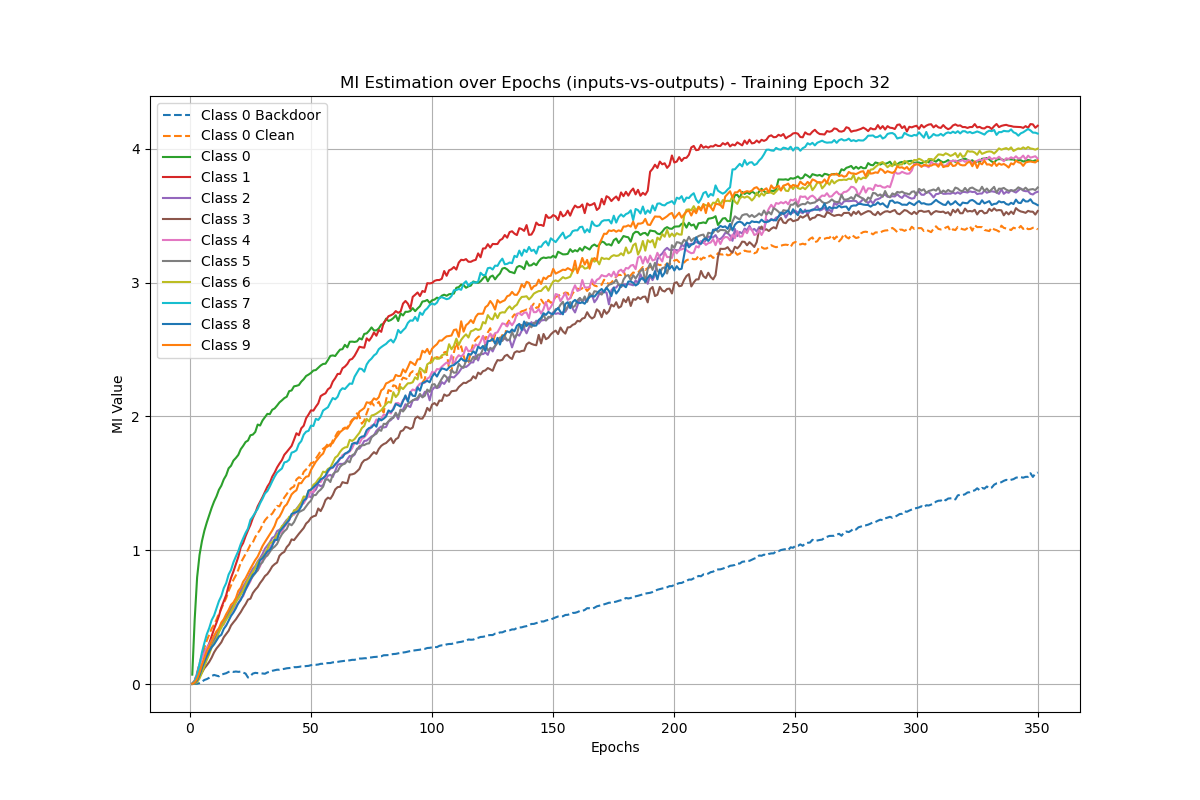 MI Estimation over Epochs (inputs-vs-outputs) - Training Epoch 32
Class 0 Backdoor
Class 0 Clean
Class 0
Class 1
Class 2
Class 3
Class 4
Class 5
Class 6
Class 7
Class 8
Class 9
MI Value
4
3
2
1
0
0 50 100 150 200 250 300 350
Epochs